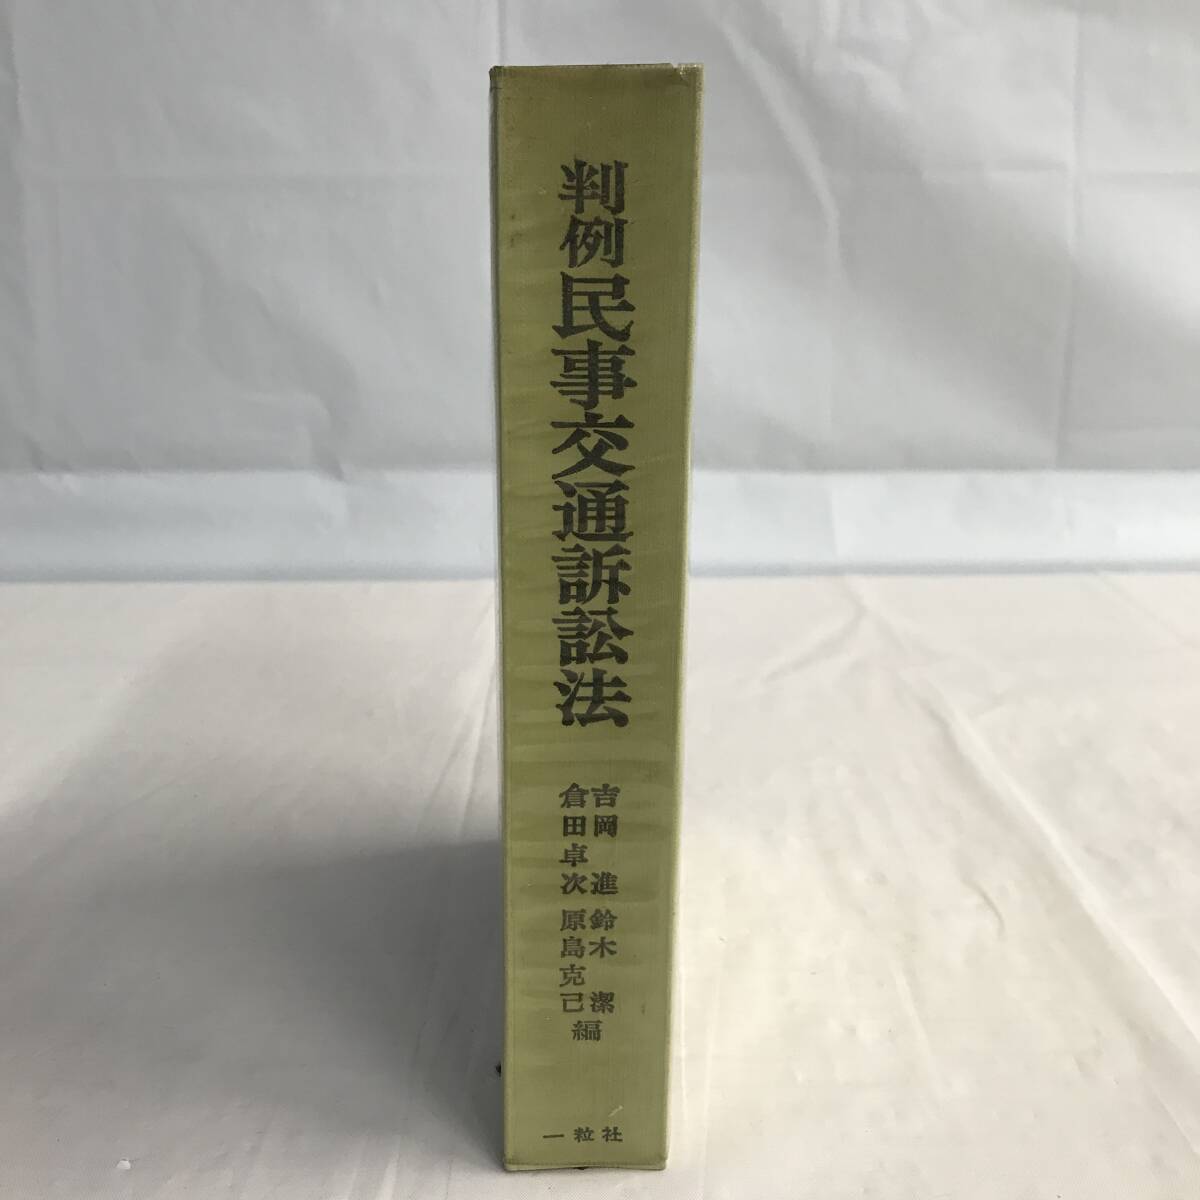 判例民事交通訴訟法
吉岡進 鈴木潔
倉田卓次 原島克己
編
一粒社